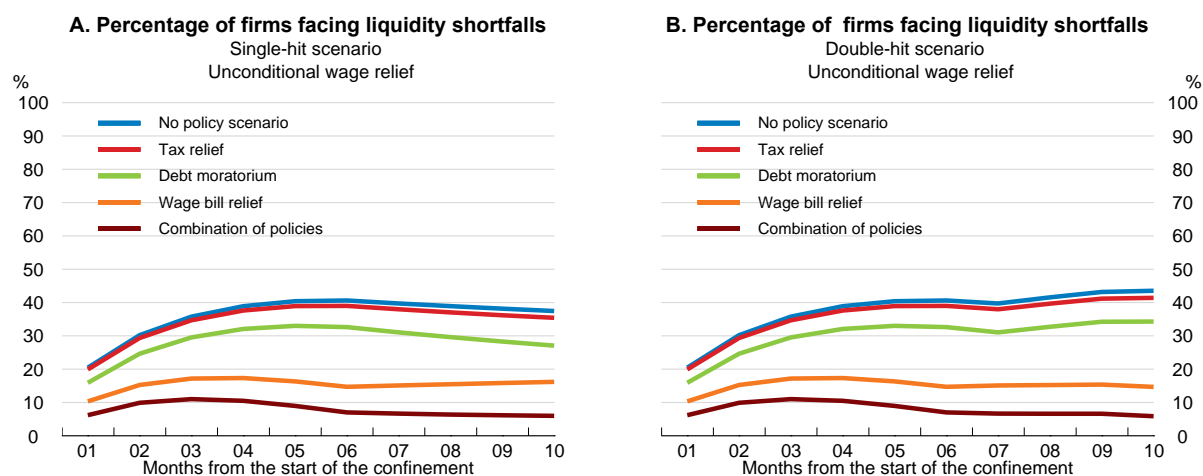 A. Percentage of firms facing liquidity shortfalls
Single-hit scenario
Unconditional wage relief
%
100
90
80
70
60
50
40
30
20
10
0
No policy scenario
Tax relief
Debt moratorium
Wage bill relief
Combination of policies
01 02 03 04 05 06 07 08 09 10
Months from the start of the confinement
B. Percentage of firms facing liquidity shortfalls
Double-hit scenario
Unconditional wage relief
%
100
90
80
70
60
50
40
30
20
10
0
No policy scenario
Tax relief
Debt moratorium
Wage bill relief
Combination of policies
01 02 03 04 05 06 07 08 09 10
Months from the start of the confinement